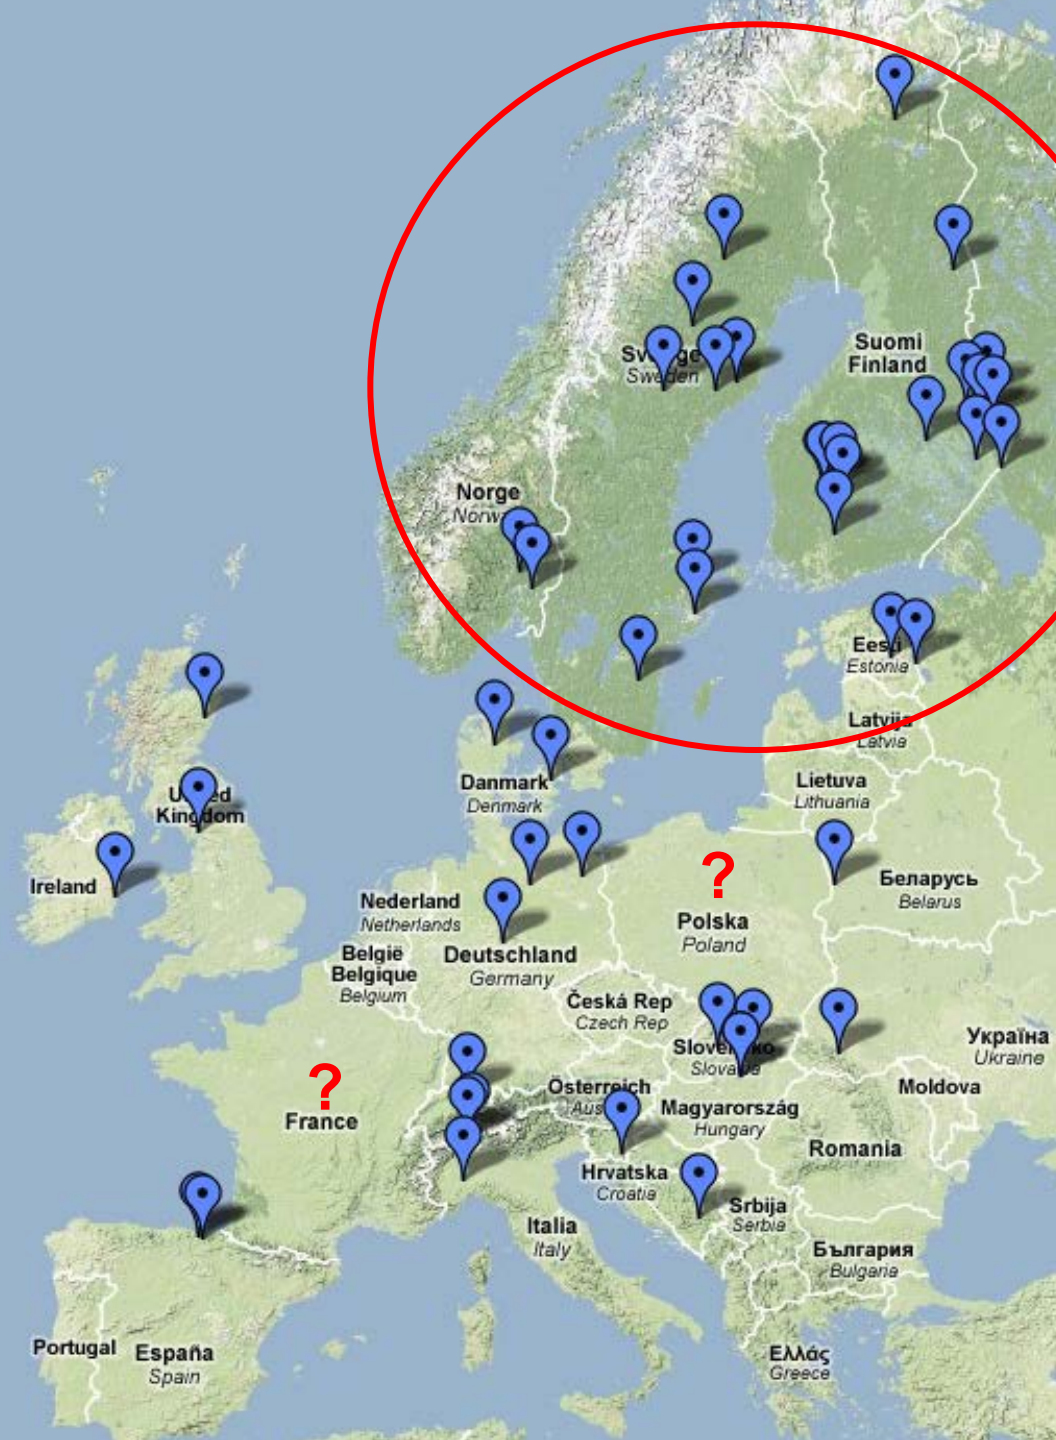 Suomi
Finland
Sweden
Norge
Eesti
Estonia
Latvija
Latvia
Danmark
Denmark
Lietuva
Lithuania
United
Kingdom
?
Ireland
Беларусь
Belarus
Nederland
Netherlands
Polska
Poland
België
Belgique
Belgium
Deutschland
Germany
Česká Rep
Czech Rep
Україна
Ukraine
?
France
Österreich
Magyarország
Hungary
Moldova
Romania
Hrvatska
Croatia
Srbija
Serbia
Italia
Italy
България
Bulgaria
Portugal
España
Spain
Ελλάς
Greece